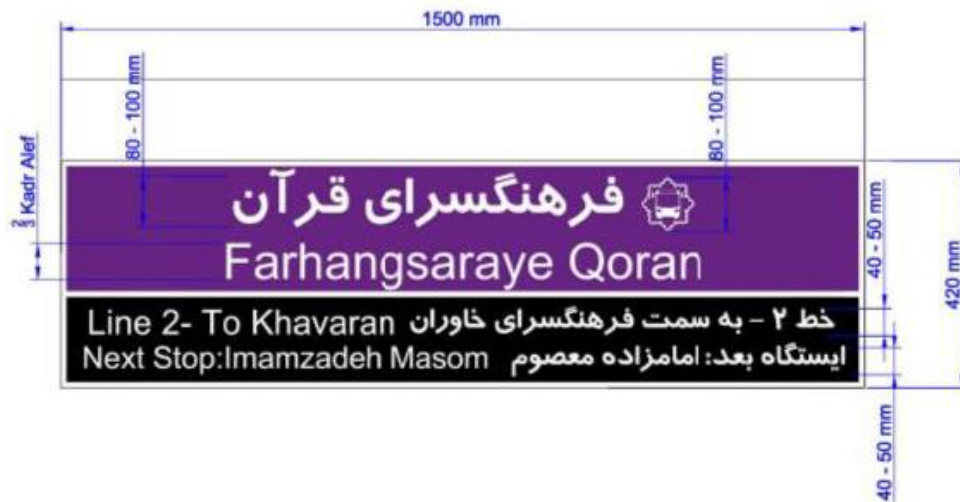 1500 mm
80 - 100 mm
80 - 100 mm
2/3 Kadr Alef
فرهنگسرای قرآن
Farhangsaraye Qoran
40 - 50 mm
420 mm
خط ۲ – به سمت فرهنگسرای خاوران Line 2- To Khavaran
ایستگاه بعد: امامزاده معصوم Next Stop:Imamzadeh Masom
40 - 50 mm